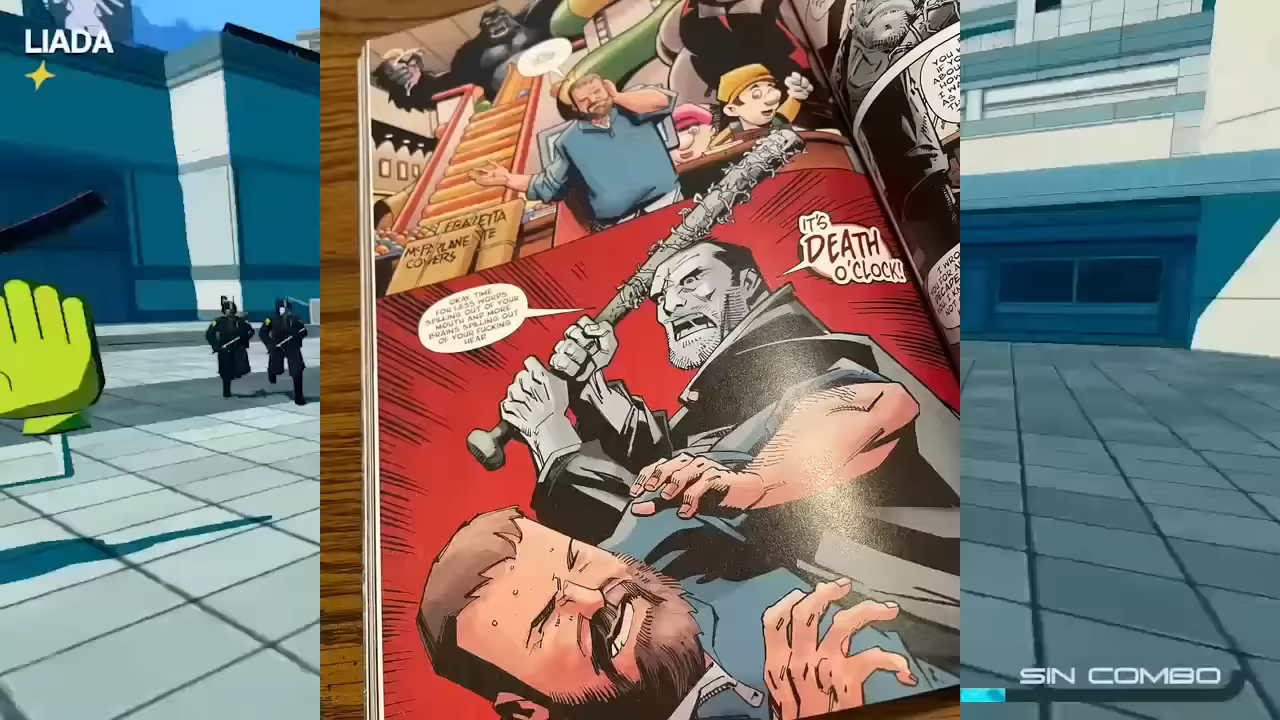 LIADA
FRAZETTA
McFARLANE ITE
COVERS
IT'S
DEATH
O'CLOCK!
OKAY, TIME
FOR LESS WORDS
SPILLING OUT OF YOUR
MOUTH AND MORE
BRAINS SPILLING OUT
OF YOUR FUCKING
HEAD.
SIN COMBO